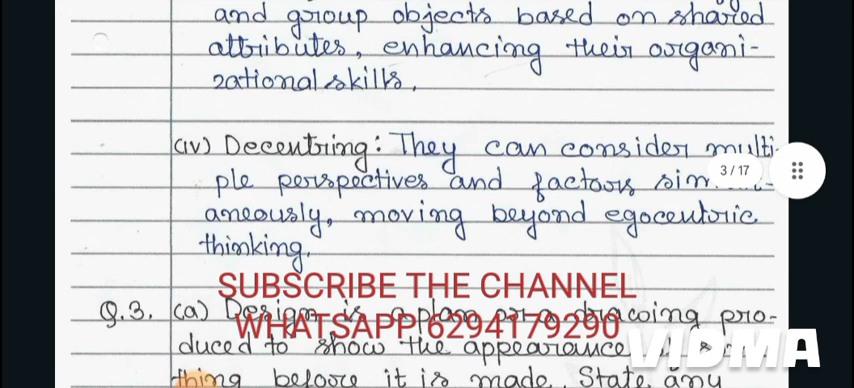 and group objects based on shared
attributes, enhancing their organi-
zational skills.
(iv) Decentring: They can consider multi-
ple perspectives and factors sim
aneously, moving beyond egocentric
thinking.
3 / 17
SUBSCRIBE THE CHANNEL
Q.3. (a) Design is a plan or a drawing pro-
WHATSAPP 6294179290
duced to show the appearance
VIDMA
thing before it is made. State any